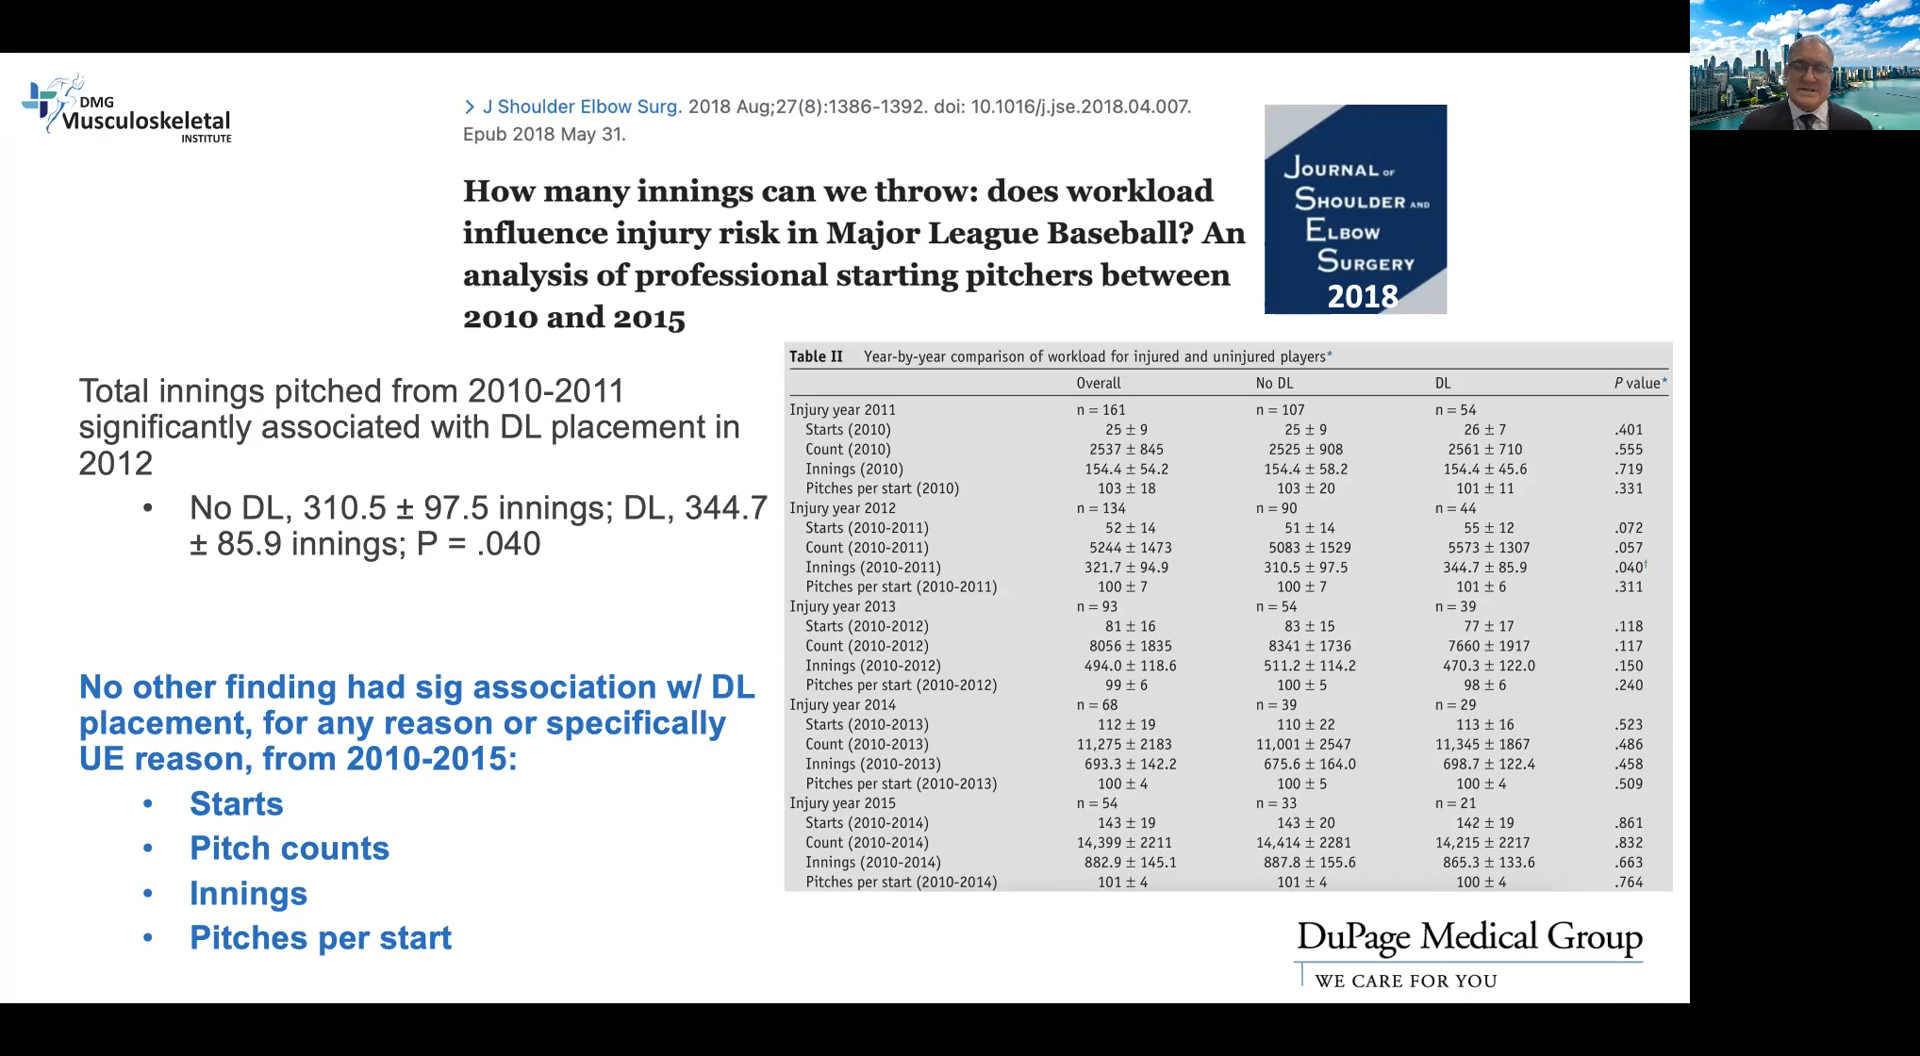 DMG
Musculoskeletal
INSTITUTE
> J Shoulder Elbow Surg. 2018 Aug;27(8):1386-1392. doi: 10.1016/j.jse.2018.04.007.
Epub 2018 May 31.
How many innings can we throw: does workload
influence injury risk in Major League Baseball? An
analysis of professional starting pitchers between
2010 and 2015
JOURNAL OF
SHOULDER AND
ELBOW
SURGERY
2018
Total innings pitched from 2010-2011
significantly associated with DL placement in
2012
• No DL, 310.5 ± 97.5 innings; DL, 344.7
± 85.9 innings; P = .040
No other finding had sig association w/ DL
placement, for any reason or specifically
UE reason, from 2010-2015:
• Starts
• Pitch counts
• Innings
• Pitches per start
Table II Year-by-year comparison of workload for injured and uninjured players*
Overall No DL DL P value*
Injury year 2011 n = 161 n = 107 n = 54
Starts (2010) 25 ± 9 25 ± 9 26 ± 7 .401
Count (2010) 2537 ± 845 2525 ± 908 2561 ± 710 .555
Innings (2010) 154.4 ± 54.2 154.4 ± 58.2 154.4 ± 45.6 .719
Pitches per start (2010) 103 ± 18 103 ± 20 101 ± 11 .331
Injury year 2012 n = 134 n = 90 n = 44
Starts (2010-2011) 52 ± 14 51 ± 14 55 ± 12 .072
Count (2010-2011) 5244 ± 1473 5083 ± 1529 5573 ± 1307 .057
Innings (2010-2011) 321.7 ± 94.9 310.5 ± 97.5 344.7 ± 85.9 .040†
Pitches per start (2010-2011) 100 ± 7 100 ± 7 101 ± 6 .311
Injury year 2013 n = 93 n = 54 n = 39
Starts (2010-2012) 81 ± 16 83 ± 15 77 ± 17 .118
Count (2010-2012) 8056 ± 1835 8341 ± 1736 7660 ± 1917 .117
Innings (2010-2012) 494.0 ± 118.6 511.2 ± 114.2 470.3 ± 122.0 .150
Pitches per start (2010-2012) 99 ± 6 100 ± 5 98 ± 6 .240
Injury year 2014 n = 68 n = 39 n = 29
Starts (2010-2013) 112 ± 19 110 ± 22 113 ± 16 .523
Count (2010-2013) 11,275 ± 2183 11,001 ± 2547 11,345 ± 1867 .486
Innings (2010-2013) 693.3 ± 142.2 675.6 ± 164.0 698.7 ± 122.4 .458
Pitches per start (2010-2013) 100 ± 4 100 ± 5 100 ± 4 .509
Injury year 2015 n = 54 n = 33 n = 21
Starts (2010-2014) 143 ± 19 143 ± 20 142 ± 19 .861
Count (2010-2014) 14,399 ± 2211 14,414 ± 2281 14,215 ± 2217 .832
Innings (2010-2014) 882.9 ± 145.1 887.8 ± 155.6 865.3 ± 133.6 .663
Pitches per start (2010-2014) 101 ± 4 101 ± 4 100 ± 4 .764
DuPage Medical Group
WE CARE FOR YOU